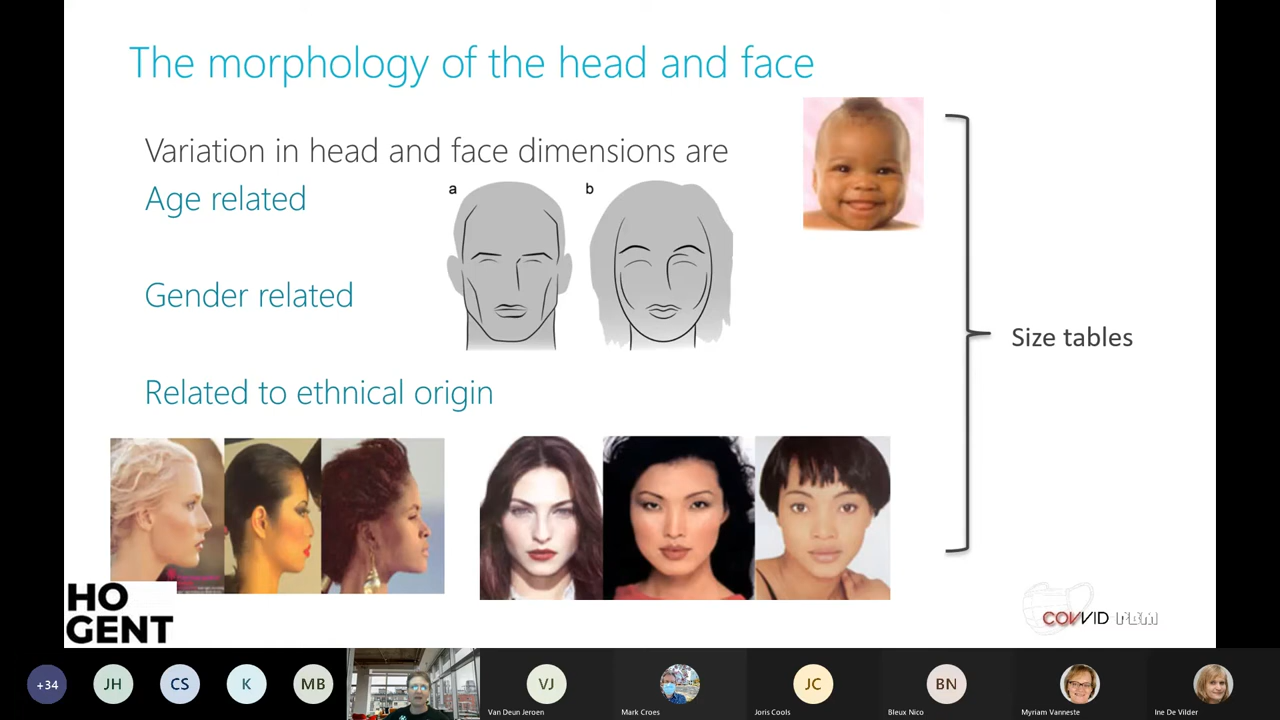 The morphology of the head and face
Variation in head and face dimensions are
Age related
a
b
Gender related
Size tables
Related to ethnical origin
HO
GENT
COVVID PBM
+34
JH
CS
K
MB
VJ
Van Deun Jeroen
Mark Croes
JC
Joris Cools
BN
Bleux Nico
Myriam Vanneste
Ine De Vilder